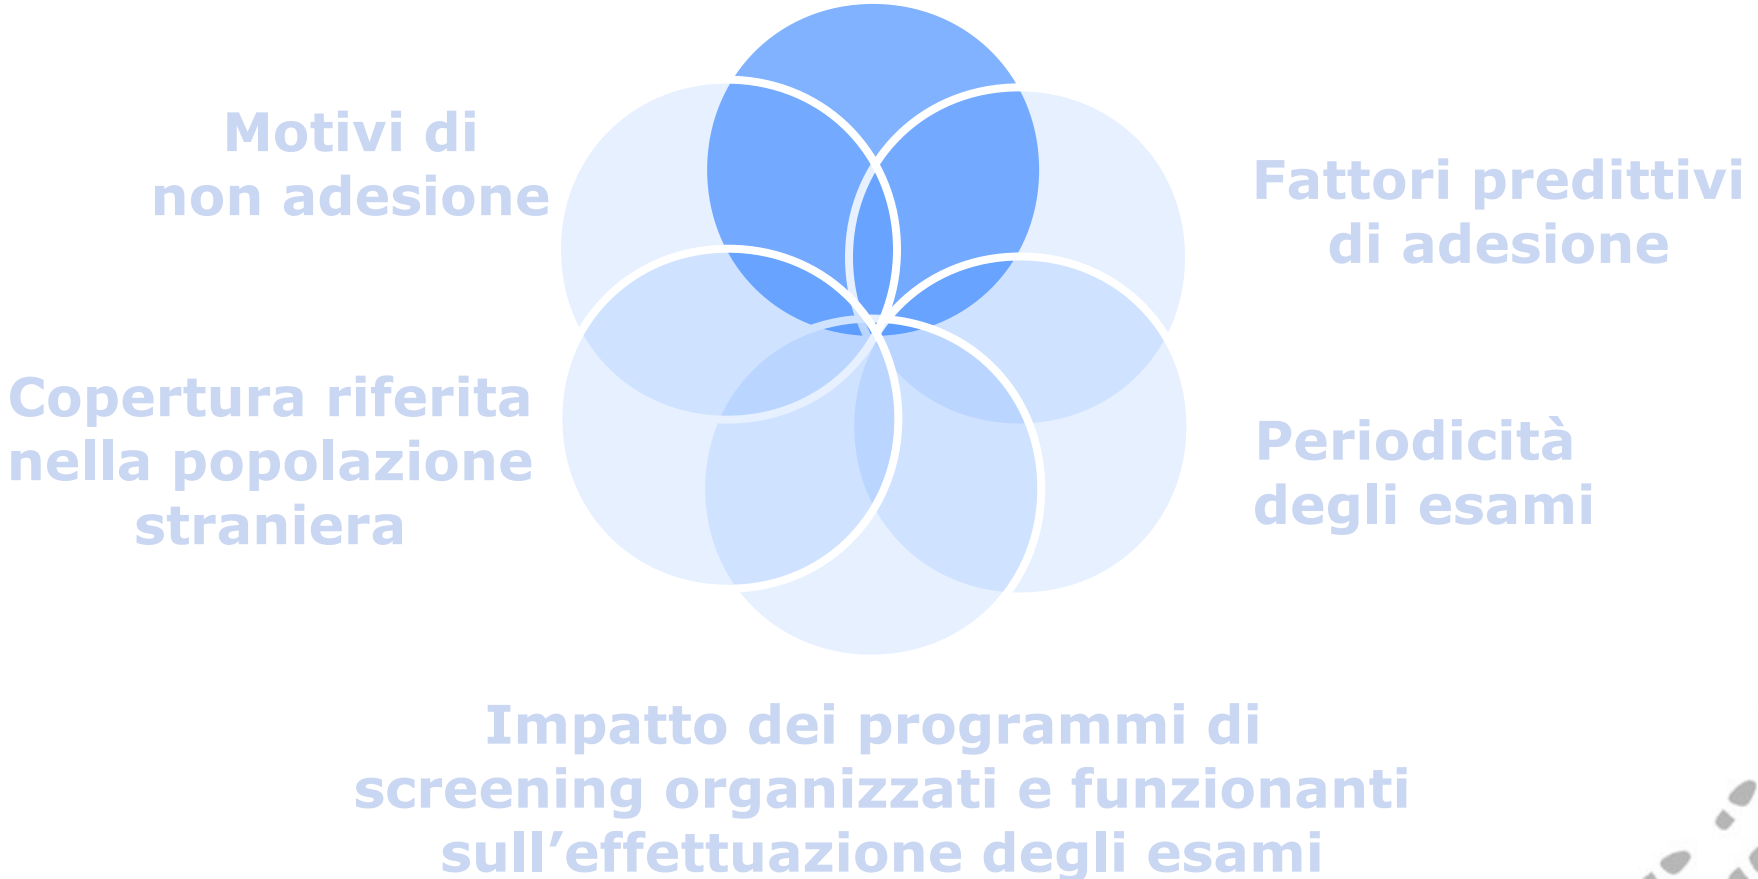 Motivi di
non adesione
Fattori predittivi
di adesione
Copertura riferita
nella popolazione
straniera
Periodicità
degli esami
Impatto dei programmi di
screening organizzati e funzionanti
sull’effettuazione degli esami